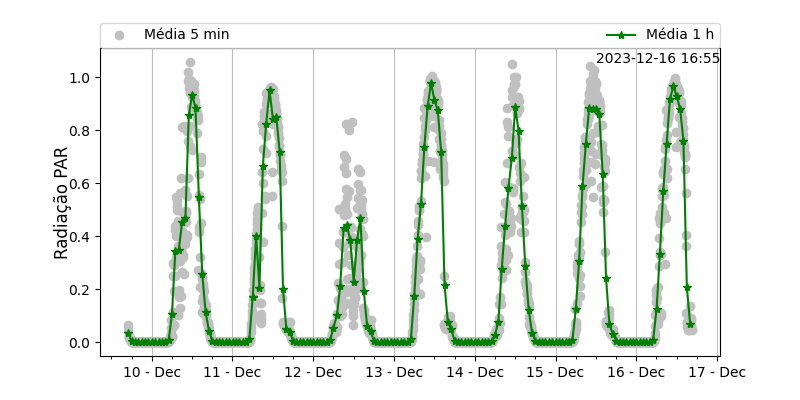 Média 5 min
Média 1 h
2023-12-16 16:55
Radiação PAR
1.0
0.8
0.6
0.4
0.2
0.0
10 - Dec
11 - Dec
12 - Dec
13 - Dec
14 - Dec
15 - Dec
16 - Dec
17 - Dec